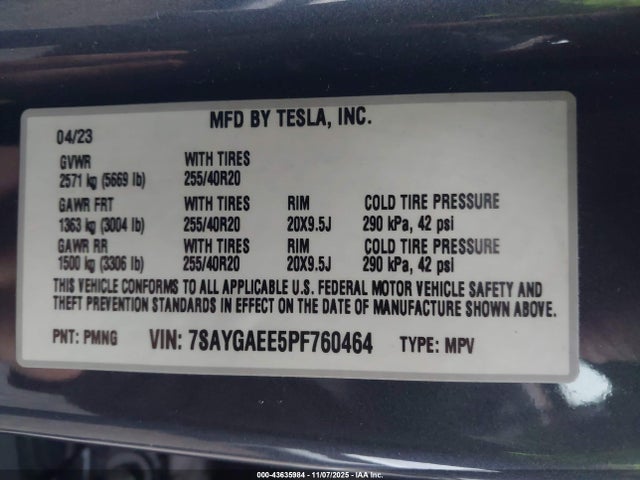 MFD BY TESLA, INC.
04/23
GVWR WITH TIRES
2571 kg (5669 lb) 255/40R20
GAWR FRT WITH TIRES RIM COLD TIRE PRESSURE
1363 kg (3004 lb) 255/40R20 20X9.5J 290 kPa, 42 psi
GAWR RR WITH TIRES RIM COLD TIRE PRESSURE
1500 kg (3306 lb) 255/40R20 20X9.5J 290 kPa, 42 psi
THIS VEHICLE CONFORMS TO ALL APPLICABLE U.S. FEDERAL MOTOR VEHICLE SAFETY AND
THEFT PREVENTION STANDARDS IN EFFECT ON THE DATE OF MANUFACTURE SHOWN ABOVE.
PNT: PMNG VIN: 7SAYGAEE5PF760464 TYPE: MPV
000-43635984 - 11/07/2025 - IAA Inc.